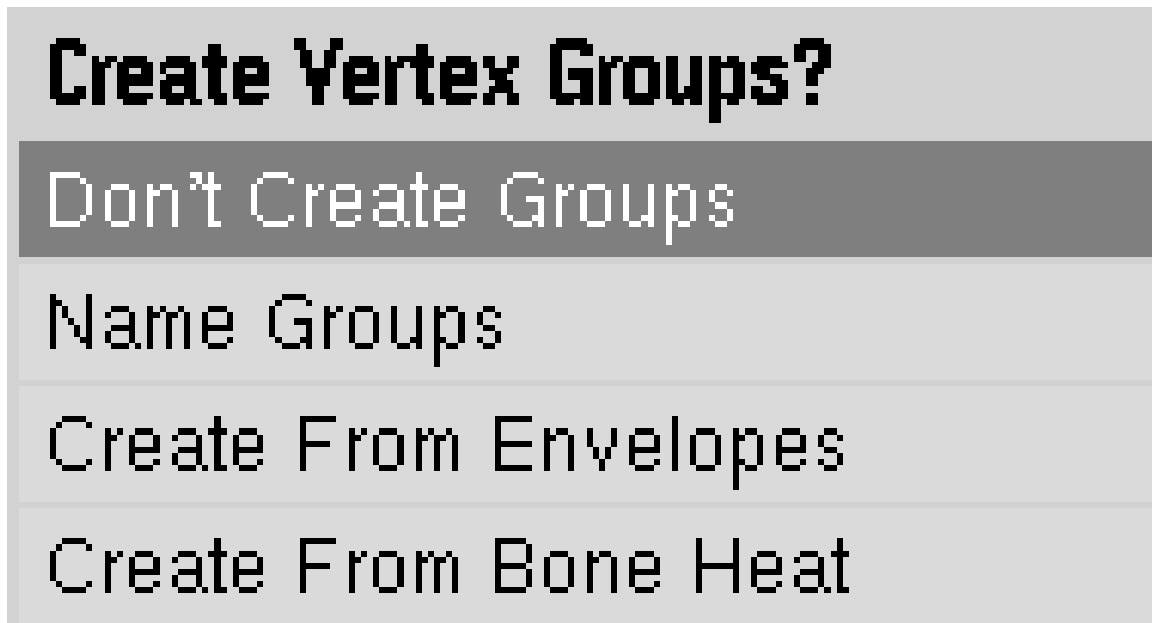 Create Vertex Groups?
Don't Create Groups
Name Groups
Create From Envelopes
Create From Bone Heat